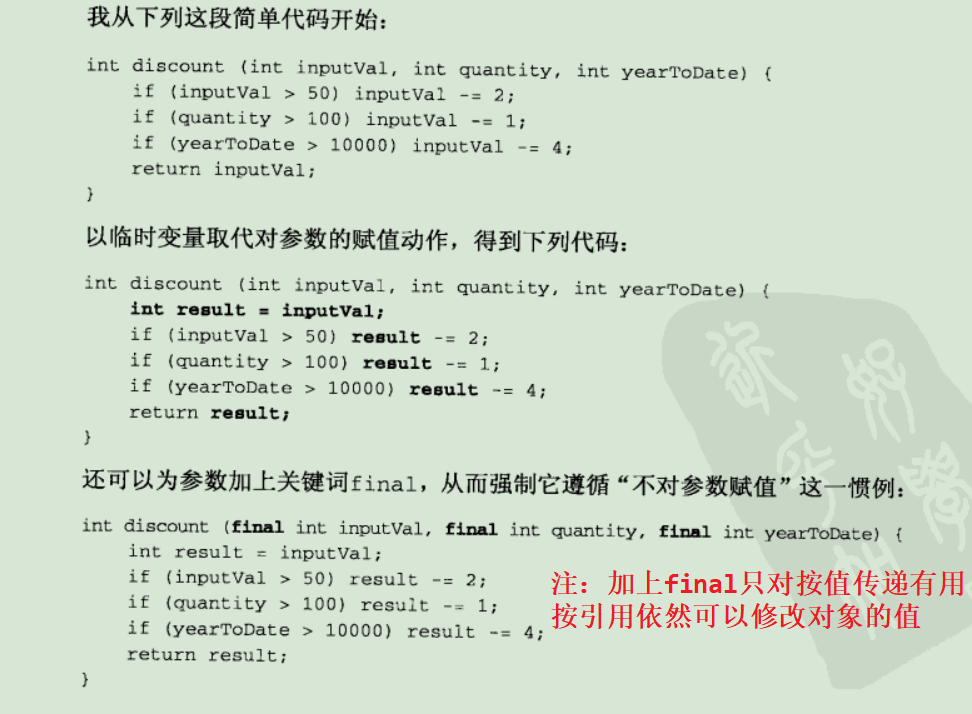 我从下列这段简单代码开始：
int discount (int inputVal, int quantity, int yearToDate) {
if (inputVal > 50) inputVal -= 2;
if (quantity > 100) inputVal -= 1;
if (yearToDate > 10000) inputVal -= 4;
return inputVal;
}
以临时变量取代对参数的赋值动作，得到下列代码：
int discount (int inputVal, int quantity, int yearToDate) {
int result = inputVal;
if (inputVal > 50) result -= 2;
if (quantity > 100) result -= 1;
if (yearToDate > 10000) result -= 4;
return result;
}
还可以为参数加上关键词final，从而强制它遵循“不对参数赋值”这一惯例：
int discount (final int inputVal, final int quantity, final int yearToDate) {
int result = inputVal;
if (inputVal > 50) result -= 2;
if (quantity > 100) result -= 1;
if (yearToDate > 10000) result -= 4;
return result;
}
注：加上final只对按值传递有用
按引用依然可以修改对象的值